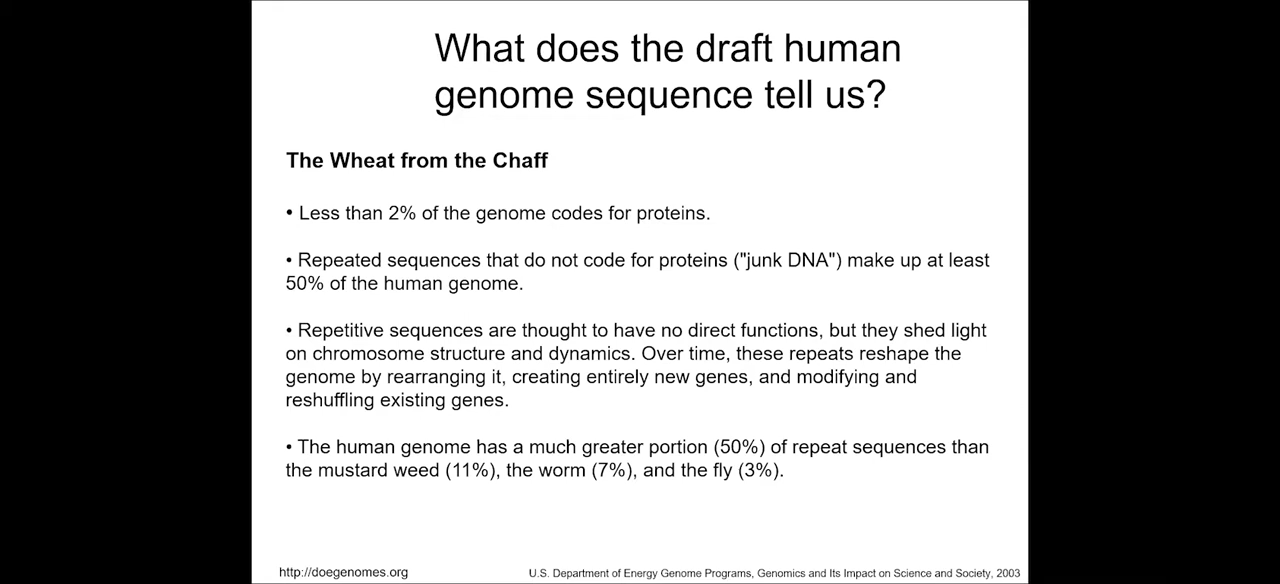 What does the draft human
genome sequence tell us?
The Wheat from the Chaff
• Less than 2% of the genome codes for proteins.
• Repeated sequences that do not code for proteins ("junk DNA") make up at least
50% of the human genome.
• Repetitive sequences are thought to have no direct functions, but they shed light
on chromosome structure and dynamics. Over time, these repeats reshape the
genome by rearranging it, creating entirely new genes, and modifying and
reshuffling existing genes.
• The human genome has a much greater portion (50%) of repeat sequences than
the mustard weed (11%), the worm (7%), and the fly (3%).
http://doegenomes.org
U.S. Department of Energy Genome Programs, Genomics and Its Impact on Science and Society, 2003